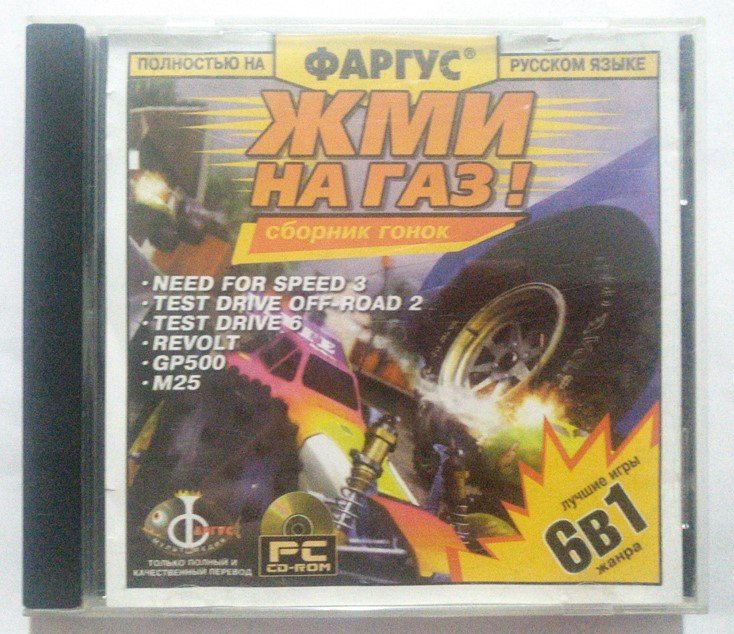 ПОЛНОСТЬЮ НА
ФАРГУС®
РУССКОМ ЯЗЫКЕ
ЖМИ
НА ГАЗ!
сборник гонок
· NEED FOR SPEED 3
· TEST DRIVE OFF-ROAD 2
· TEST DRIVE 6
· REVOLT
· GP500
· M25
лучшие игры
6в1
жанра
ТОЛЬКО ПОЛНЫЙ И
КАЧЕСТВЕННЫЙ ПЕРЕВОД
PC
CD-ROM